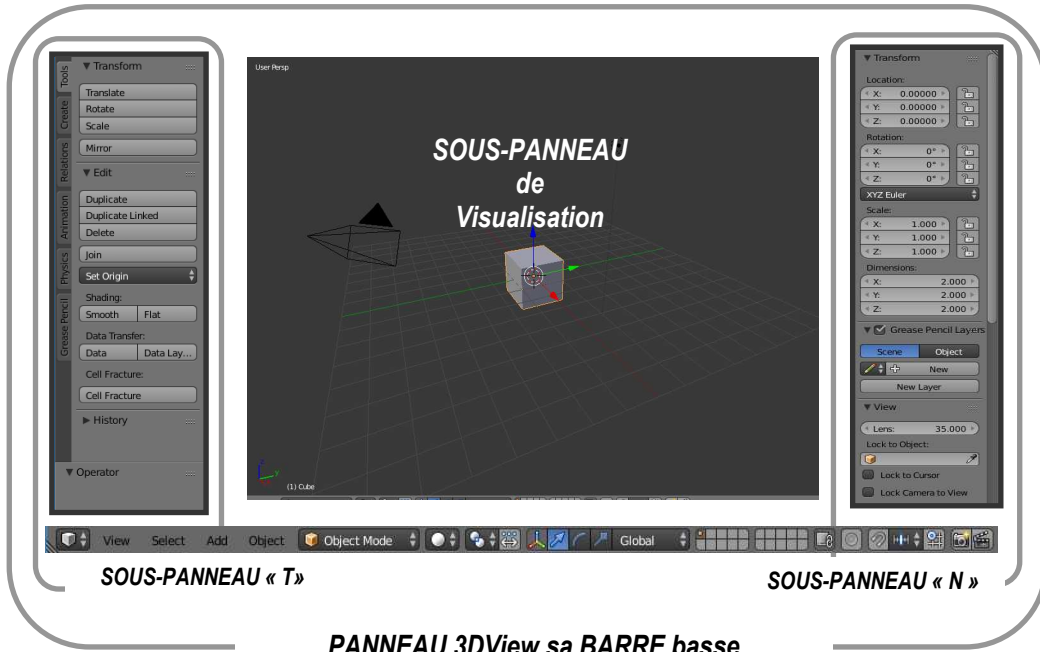 Tools
Create
Relations
Animation
Physics
Grease Pencil
▼ Transform
Translate
Rotate
Scale
Mirror
▼ Edit
Duplicate
Duplicate Linked
Delete
Join
Set Origin
Shading:
Smooth Flat
Data Transfer:
Data Data Lay...
Cell Fracture:
Cell Fracture
▶ History
▼ Operator
User Persp
SOUS-PANNEAU
de
Visualisation
z
y
(1) Cube
▼ Transform
Location:
X: 0.00000
Y: 0.00000
Z: 0.00000
Rotation:
X: 0°
Y: 0°
Z: 0°
XYZ Euler
Scale:
X: 1.000
Y: 1.000
Z: 1.000
Dimensions:
X: 2.000
Y: 2.000
Z: 2.000
▼ Grease Pencil Layers
Scene Object
New
New Layer
▼ View
Lens: 35.000
Lock to Object:
Lock to Cursor
Lock Camera to View
View Select Add Object Object Mode Global
SOUS-PANNEAU « T»
SOUS-PANNEAU « N »
PANNEAU 3DView sa BARRE basse